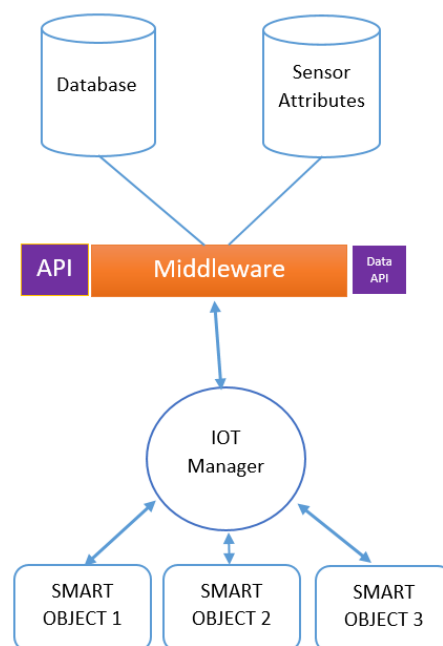 Database
Sensor
Attributes
API
Middleware
Data
API
IOT
Manager
SMART
OBJECT 1
SMART
OBJECT 2
SMART
OBJECT 3